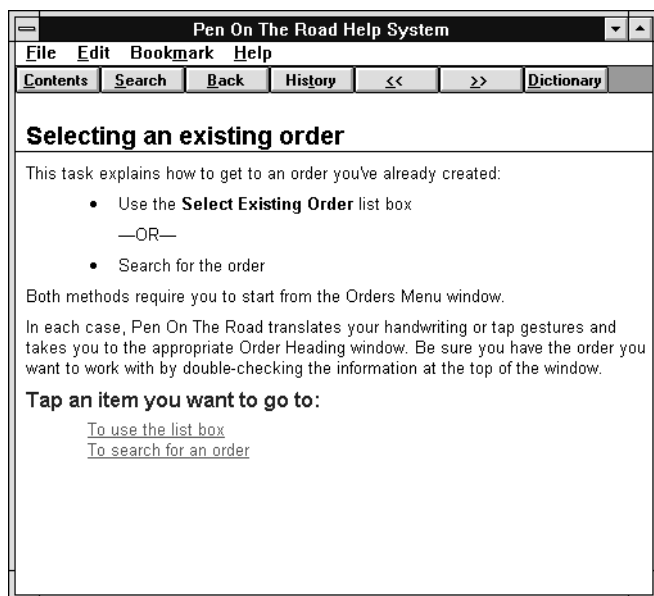 Pen On The Road Help System
File Edit Bookmark Help
Contents Search Back History << >> Dictionary
Selecting an existing order
This task explains how to get to an order you've already created:
• Use the Select Existing Order list box
—OR—
• Search for the order
Both methods require you to start from the Orders Menu window.
In each case, Pen On The Road translates your handwriting or tap gestures and
takes you to the appropriate Order Heading window. Be sure you have the order you
want to work with by double-checking the information at the top of the window.
Tap an item you want to go to:
To use the list box
To search for an order